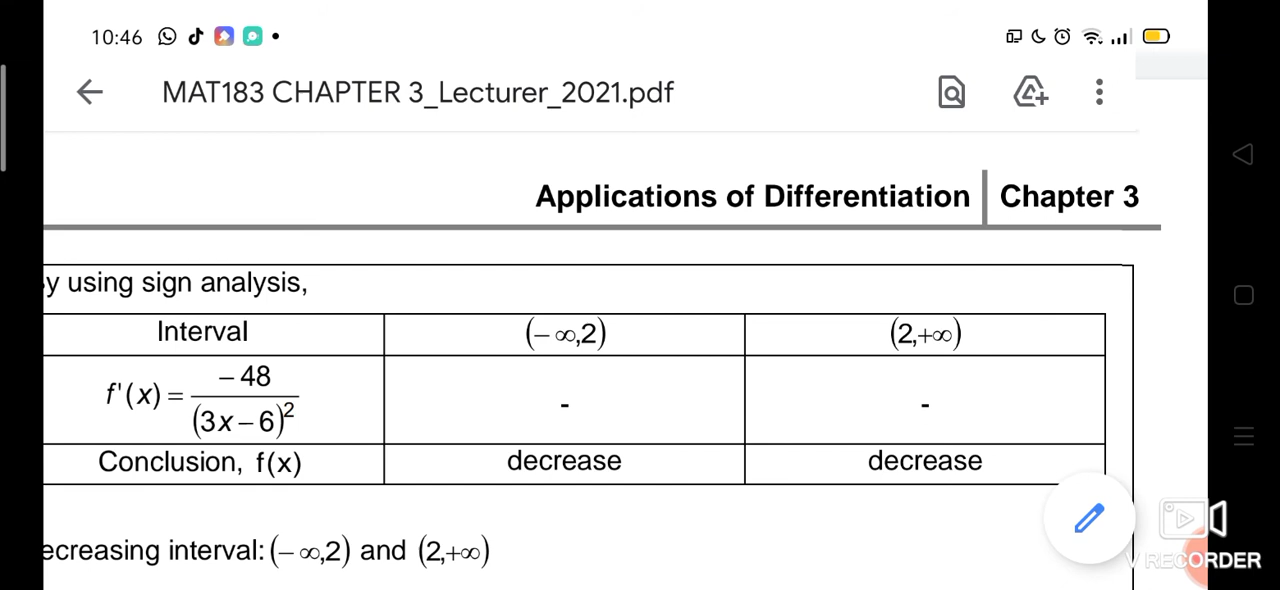 10:46
MAT183 CHAPTER 3_Lecturer_2021.pdf
Applications of Differentiation Chapter 3
y using sign analysis,
Interval (– ∞,2) (2,+∞)
f'(x) = – 48 / (3x – 6)² - -
Conclusion, f(x) decrease decrease
ecreasing interval: (– ∞,2) and (2,+∞)
V RECORDER